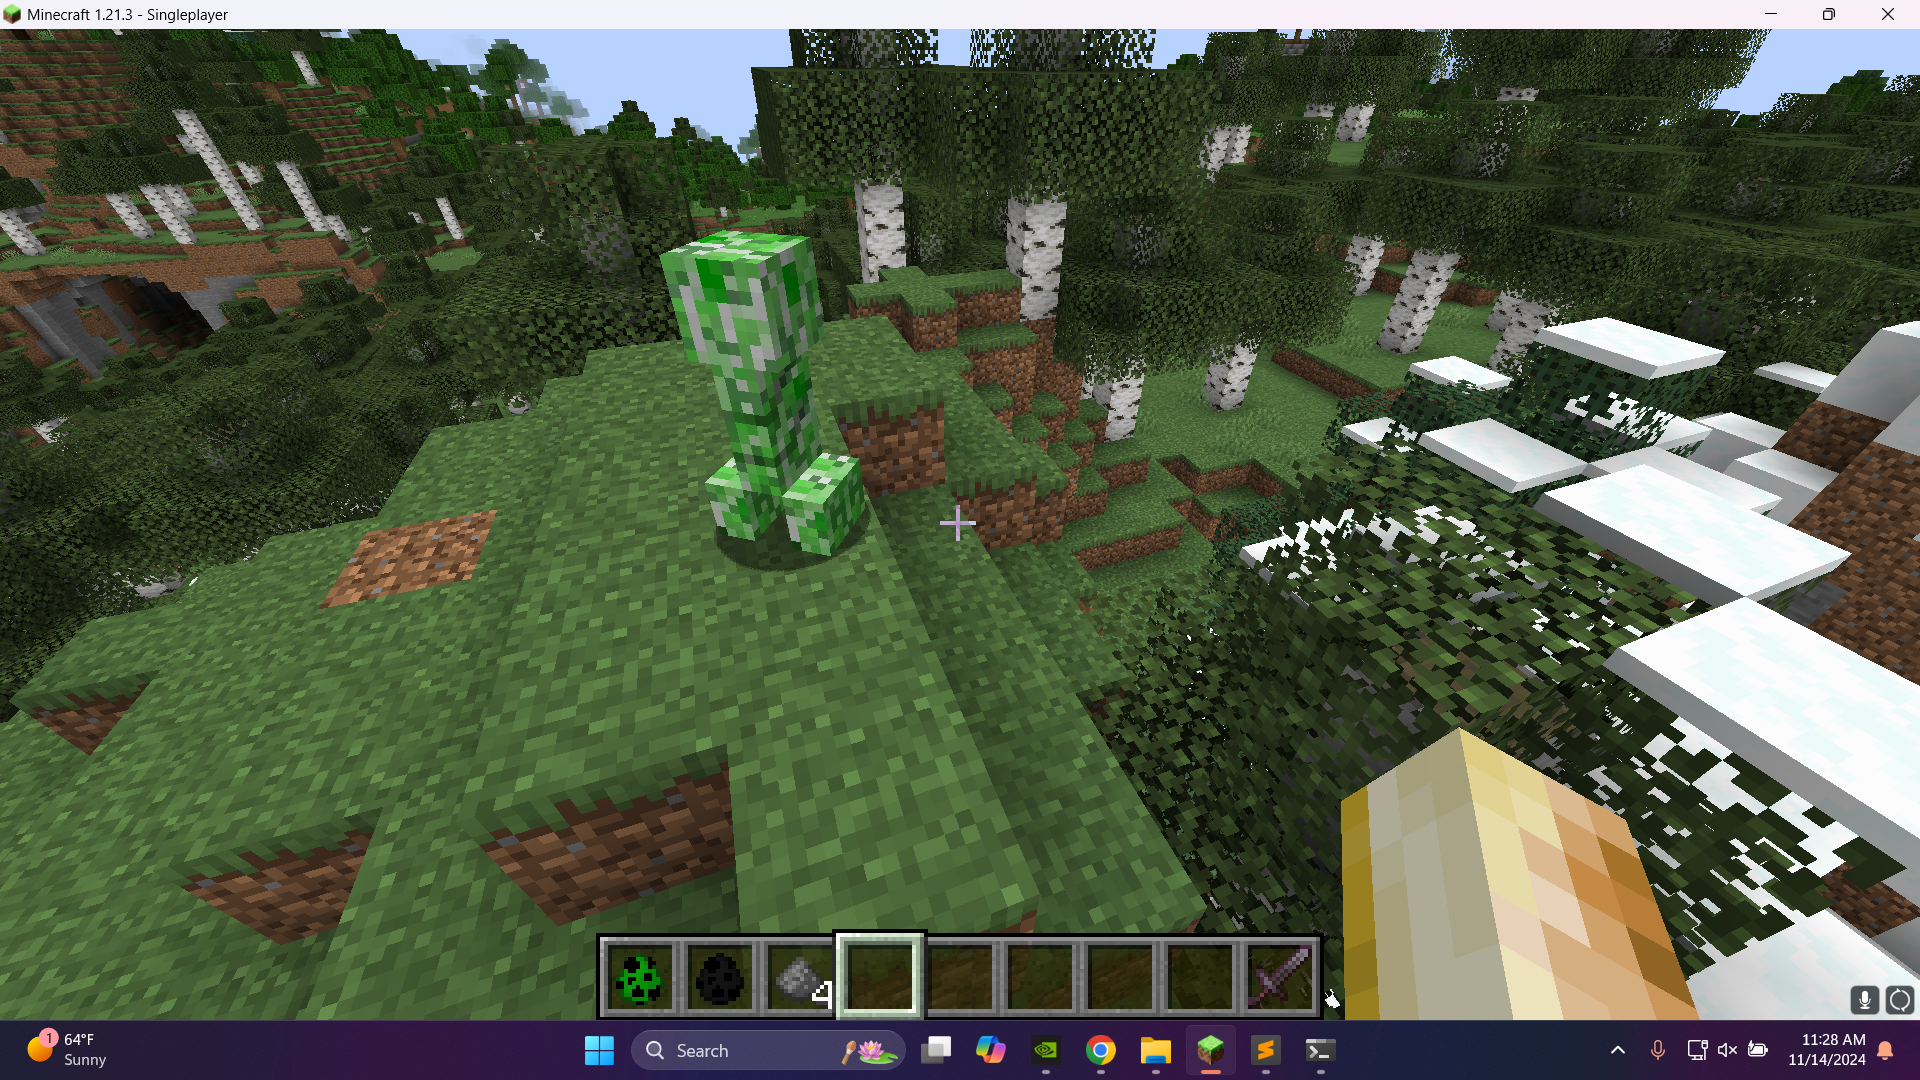 Minecraft 1.21.3 - Singleplayer
4
1
64°F
Sunny
Search
11:28 AM
11/14/2024